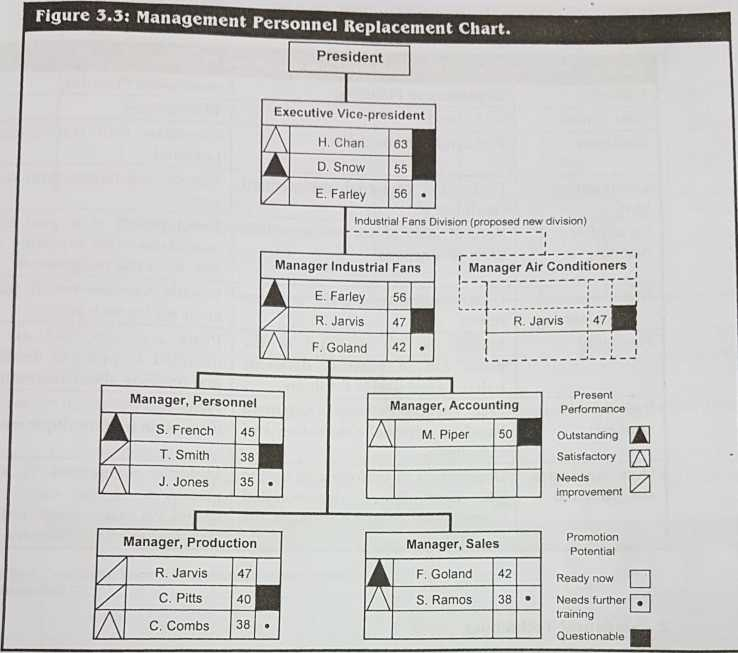 Figure 3.3: Management Personnel Replacement Chart.
President
Executive Vice-president
H. Chan 63
D. Snow 55
E. Farley 56
Industrial Fans Division (proposed new division)
Manager Industrial Fans
E. Farley 56
R. Jarvis 47
F. Goland 42
Manager Air Conditioners
R. Jarvis 47
Manager, Personnel
S. French 45
T. Smith 38
J. Jones 35
Manager, Accounting
M. Piper 50
Present
Performance
Outstanding
Satisfactory
Needs
improvement
Manager, Production
R. Jarvis 47
C. Pitts 40
C. Combs 38
Manager, Sales
F. Goland 42
S. Ramos 38
Promotion
Potential
Ready now
Needs further
training
Questionable